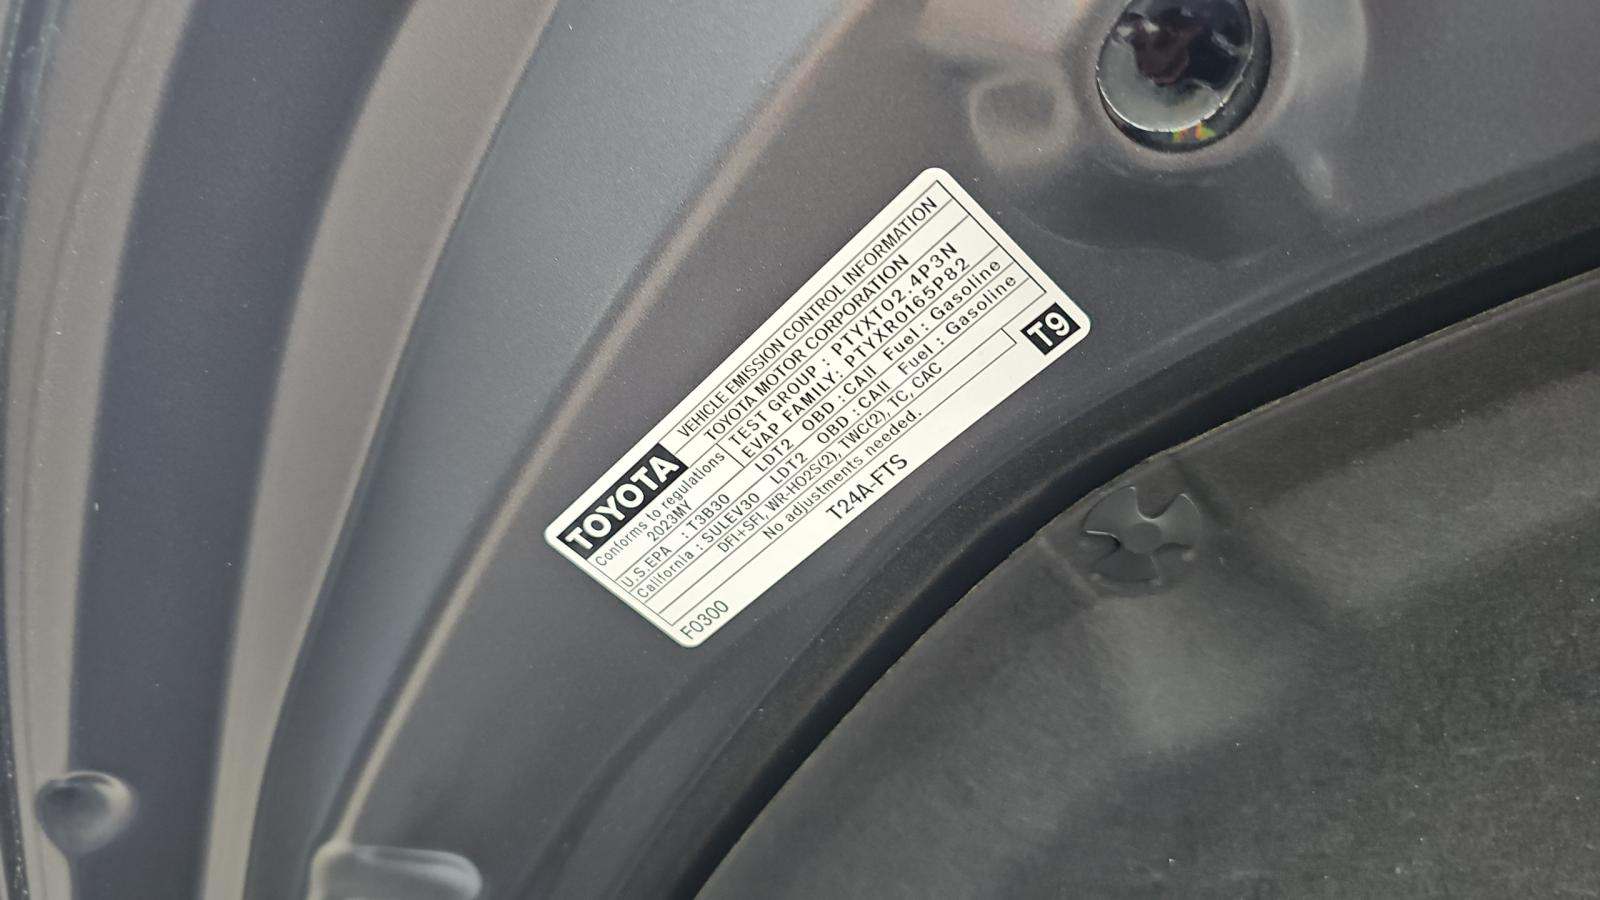 TOYOTA
VEHICLE EMISSION CONTROL INFORMATION
TOYOTA MOTOR CORPORATION
Conforms to regulations
2023MY
TEST GROUP : PTYXT02.4P3N
EVAP FAMILY: PTYXR0165P82
U.S.EPA : T3B30 LDT2 OBD : CAII Fuel : Gasoline
California : SULEV30 LDT2 OBD : CAII Fuel : Gasoline
DFI+SFI, WR-HO2S(2), TWC(2), TC, CAC
No adjustments needed.
T9
F0300
T24A-FTS